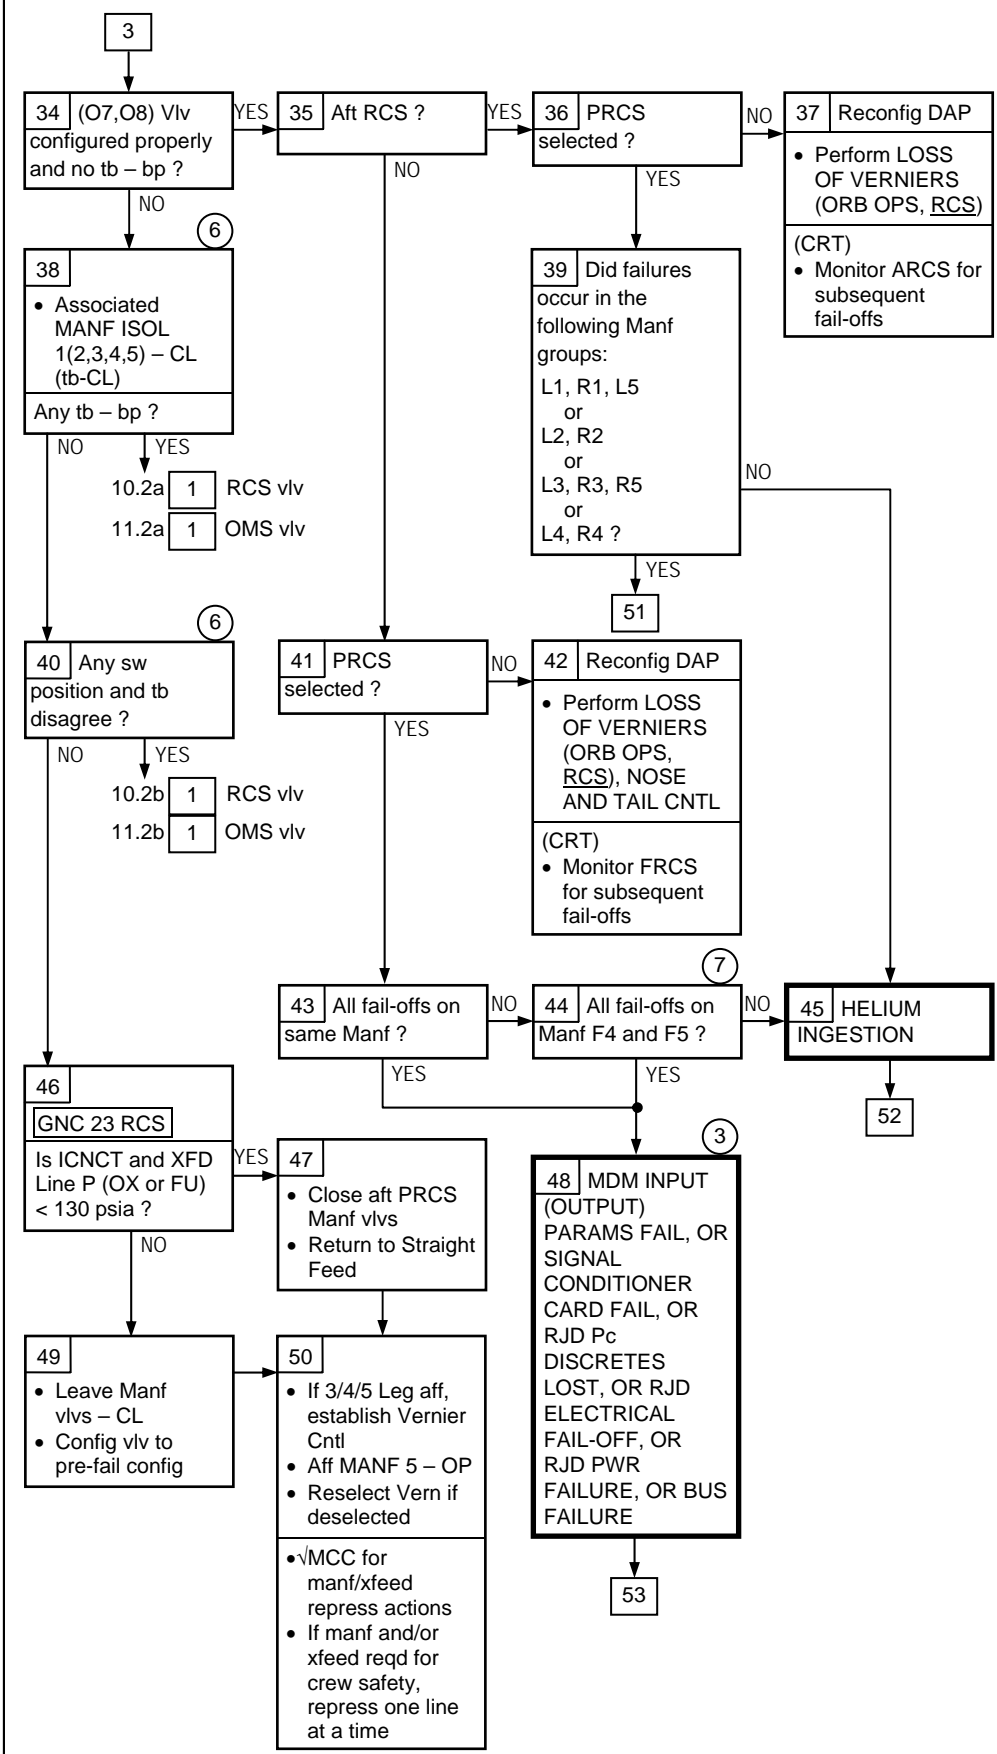 3
34 (O7,O8) Vlv
configured properly
and no tb – bp ?
YES
NO
35 Aft RCS ?
YES
NO
36 PRCS
selected ?
NO
YES
37 Reconfig DAP
• Perform LOSS
OF VERNIERS
(ORB OPS, RCS)
(CRT)
• Monitor ARCS for
subsequent
fail-offs
6
38
• Associated
MANF ISOL
1(2,3,4,5) – CL
(tb-CL)
Any tb – bp ?
NO
YES
10.2a 1 RCS vlv
11.2a 1 OMS vlv
39 Did failures
occur in the
following Manf
groups:
L1, R1, L5
or
L2, R2
or
L3, R3, R5
or
L4, R4 ?
NO
YES
51
6
40 Any sw
position and tb
disagree ?
NO
YES
10.2b 1 RCS vlv
11.2b 1 OMS vlv
41 PRCS
selected ?
NO
YES
42 Reconfig DAP
• Perform LOSS
OF VERNIERS
(ORB OPS,
RCS), NOSE
AND TAIL CNTL
(CRT)
• Monitor FRCS
for subsequent
fail-offs
43 All fail-offs on
same Manf ?
NO
YES
7
44 All fail-offs on
Manf F4 and F5 ?
NO
YES
45 HELIUM
INGESTION
52
46
GNC 23 RCS
Is ICNCT and XFD
Line P (OX or FU)
< 130 psia ?
YES
NO
47
• Close aft PRCS
Manf vlvs
• Return to Straight
Feed
3
48 MDM INPUT
(OUTPUT)
PARAMS FAIL, OR
SIGNAL
CONDITIONER
CARD FAIL, OR
RJD Pc
DISCRETES
LOST, OR RJD
ELECTRICAL
FAIL-OFF, OR
RJD PWR
FAILURE, OR BUS
FAILURE
53
49
• Leave Manf
vlvs – CL
• Config vlv to
pre-fail config
50
• If 3/4/5 Leg aff,
establish Vernier
Cntl
• Aff MANF 5 – OP
• Reselect Vern if
deselected
•√MCC for
manf/xfeed
repress actions
• If manf and/or
xfeed reqd for
crew safety,
repress one line
at a time